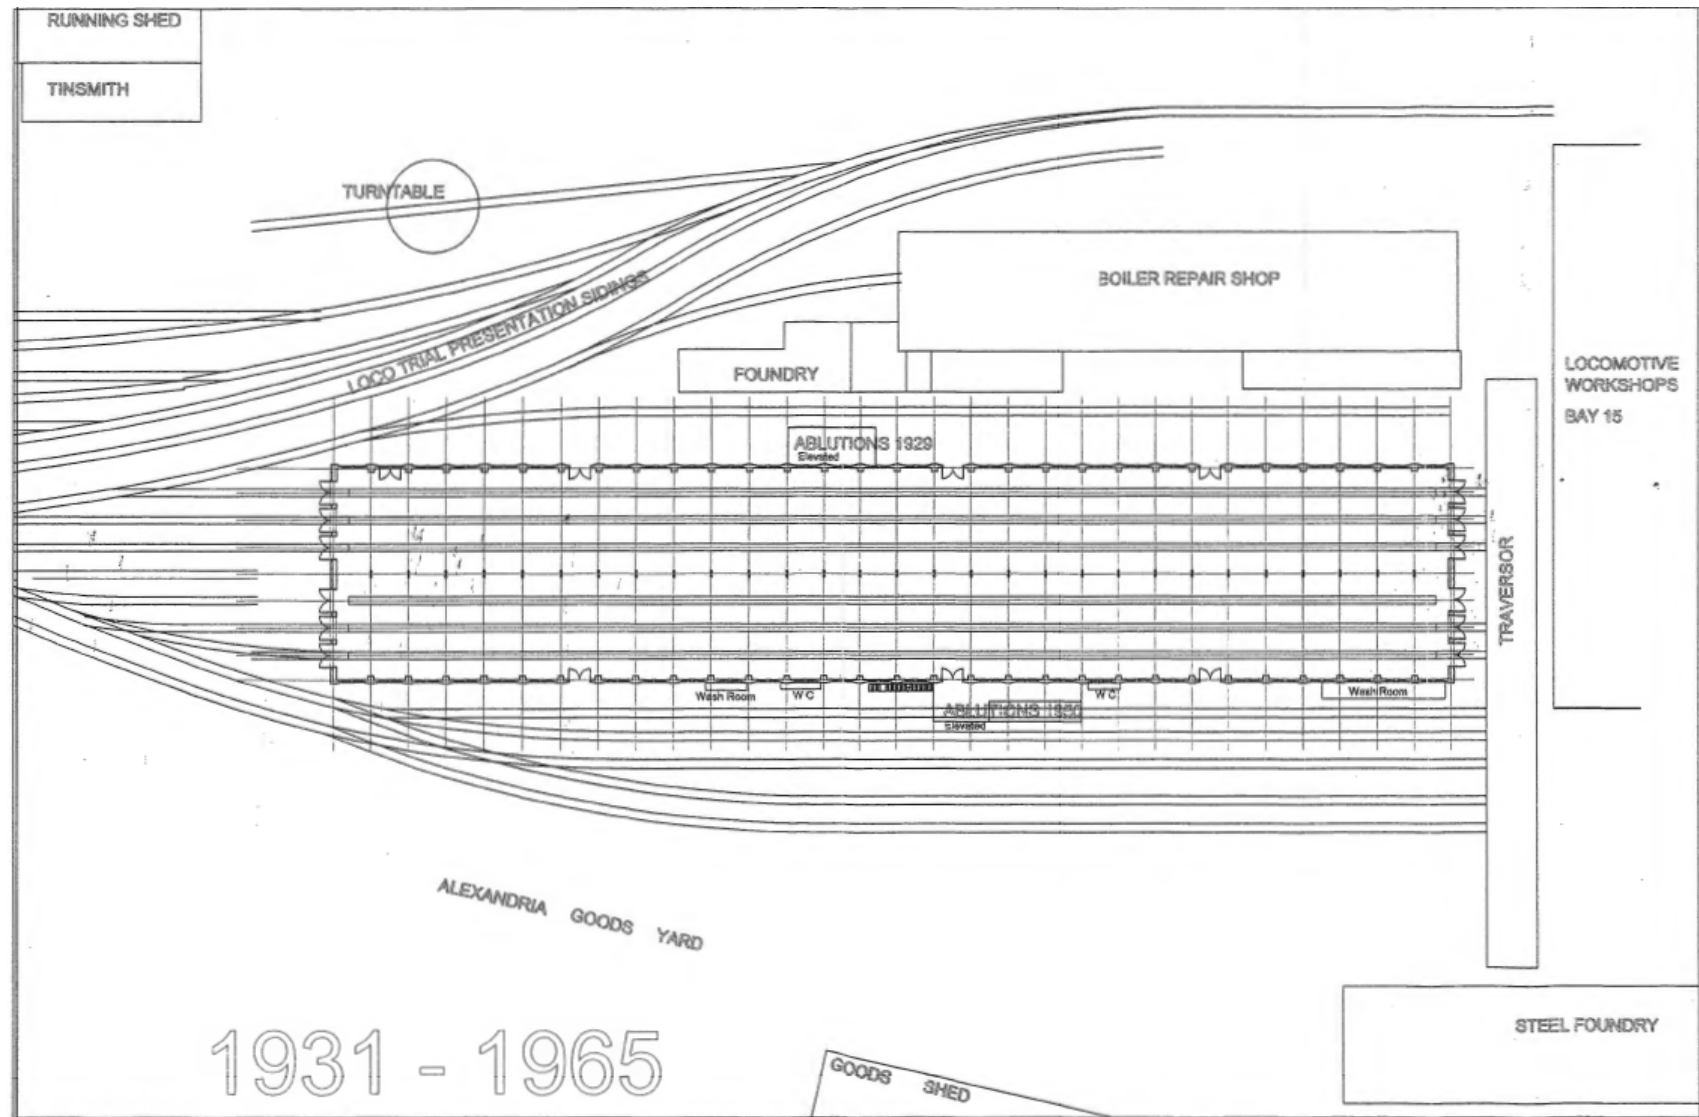 RUNNING SHED
TINSMITH
TURNTABLE
LOCO TRIAL PRESENTATION SIDINGS
BOILER REPAIR SHOP
FOUNDRY
LOCOMOTIVE
WORKSHOPS
BAY 15
ABLUTIONS 1929
Elevated
TRAVERSOR
Wash Room
W C
W C
Wash Room
ABLUTIONS 1950
Elevated
ALEXANDRIA GOODS YARD
STEEL FOUNDRY
1931 - 1965
GOODS SHED